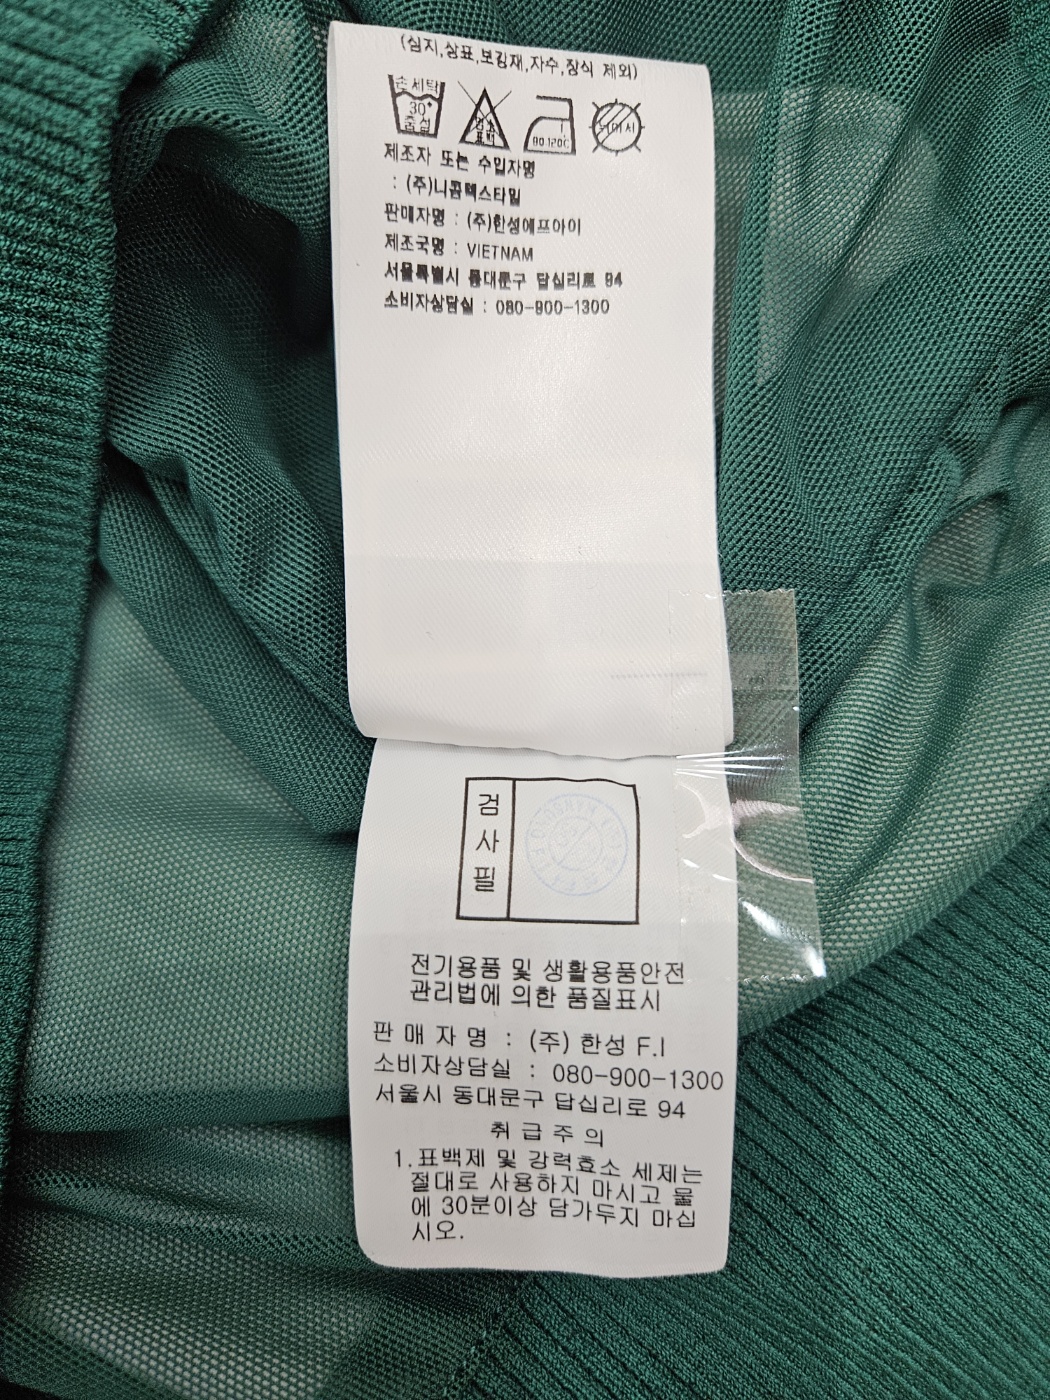 (심지,상표,보김재,자수,장식 제외)
손세탁
30°
중성
80.120C
제조자 또는 수입자명
: (주)니콤텍스타일
판매자명 : (주)한성에프아이
제조국명 : VIETNAM
서울특별시 동대문구 답십리로 94
소비자상담실 : 080-900-1300
검
사
필
전기용품 및 생활용품안전
관리법에 의한 품질표시
판 매 자 명 : (주) 한성 F.I
소비자상담실 : 080-900-1300
서울시 동대문구 답십리로 94
취 급 주 의
1.표백제 및 강력효소 세제는
절대로 사용하지 마시고 물
에 30분이상 담가두지 마십
시오.